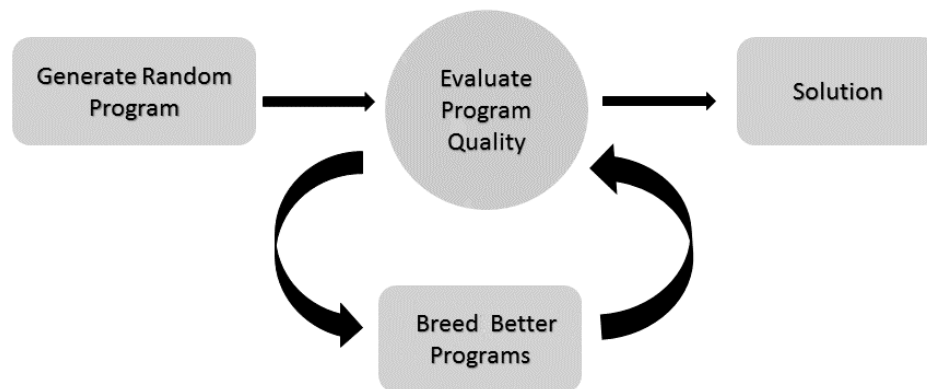 Generate Random
Program
Evaluate
Program
Quality
Solution
Breed  Better
Programs